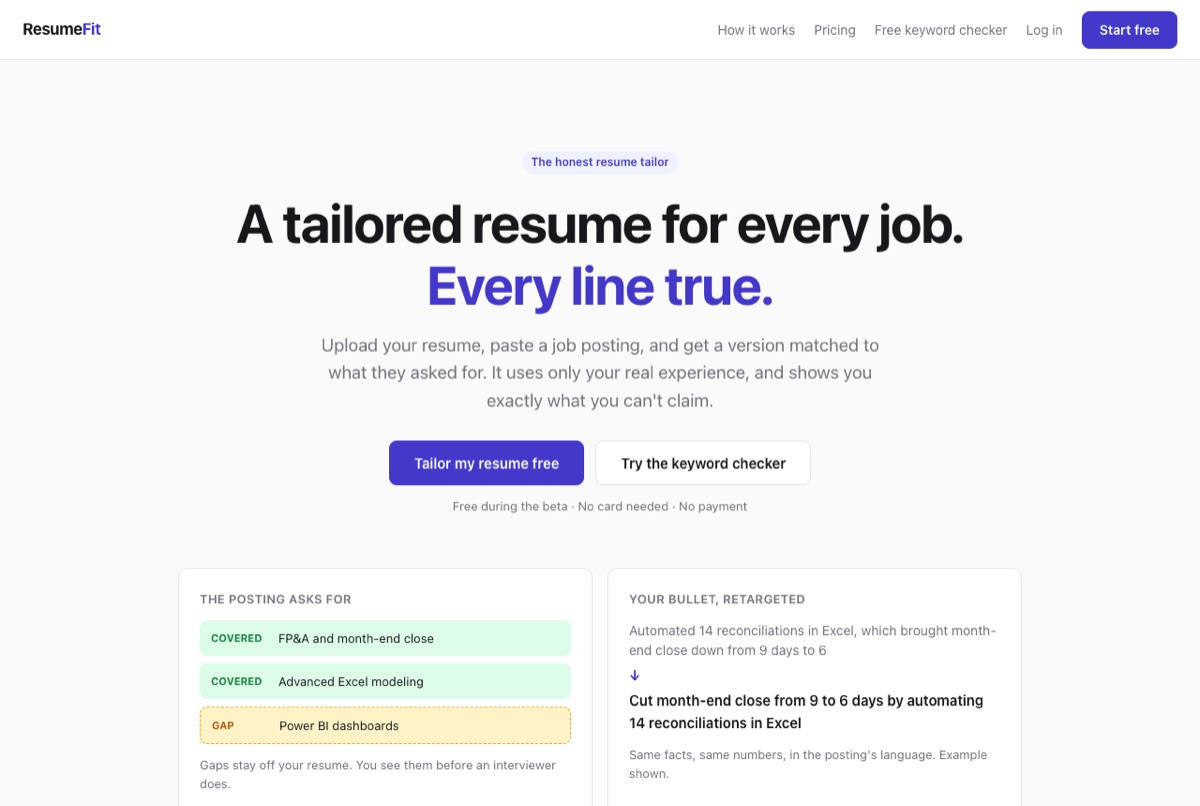 ResumeFit
How it works
Pricing
Free keyword checker
Log in
Start free
The honest resume tailor
A tailored resume for every job.
Every line true.
Upload your resume, paste a job posting, and get a version matched to
what they asked for. It uses only your real experience, and shows you
exactly what you can't claim.
Tailor my resume free
Try the keyword checker
Free during the beta · No card needed · No payment
THE POSTING ASKS FOR
COVERED FP&A and month-end close
COVERED Advanced Excel modeling
GAP Power BI dashboards
Gaps stay off your resume. You see them before an interviewer
does.
YOUR BULLET, RETARGETED
Automated 14 reconciliations in Excel, which brought month-
end close down from 9 days to 6
↓
Cut month-end close from 9 to 6 days by automating
14 reconciliations in Excel
Same facts, same numbers, in the posting's language. Example
shown.